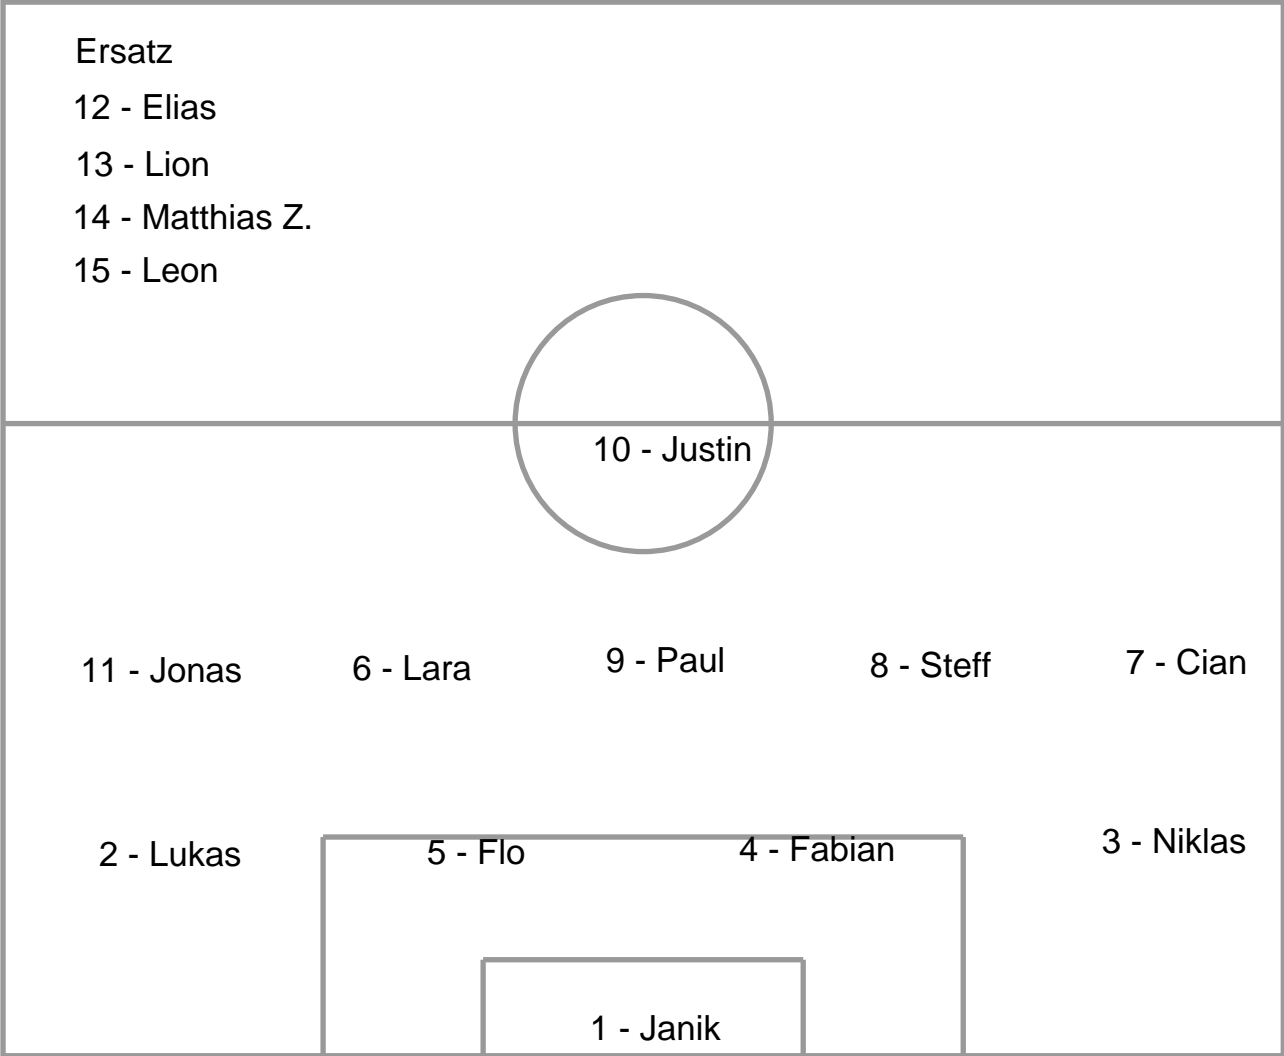 Ersatz
12 - Elias
13 - Lion
14 - Matthias Z.
15 - Leon
10 - Justin
11 - Jonas
6 - Lara
9 - Paul
8 - Steff
7 - Cian
2 - Lukas
5 - Flo
4 - Fabian
3 - Niklas
1 - Janik